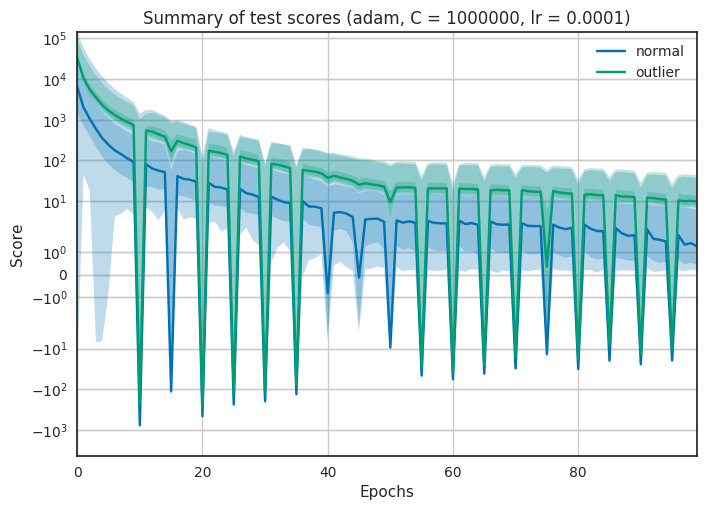 Summary of test scores (adam, C = 1000000, lr = 0.0001)
normal
outlier
Score
10^5
10^4
10^3
10^2
10^1
10^0
0
−10^0
−10^1
−10^2
−10^3
0 20 40 60 80
Epochs